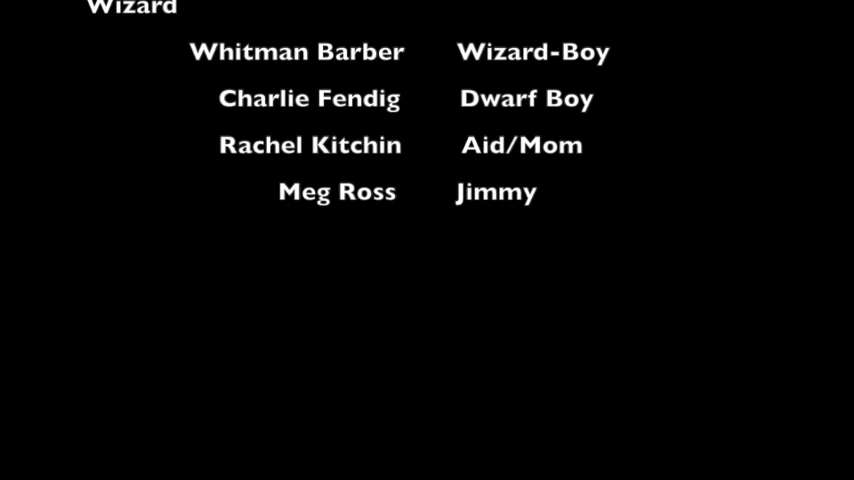 Wizard
Whitman Barber Wizard-Boy
Charlie Fendig Dwarf Boy
Rachel Kitchin Aid/Mom
Meg Ross Jimmy